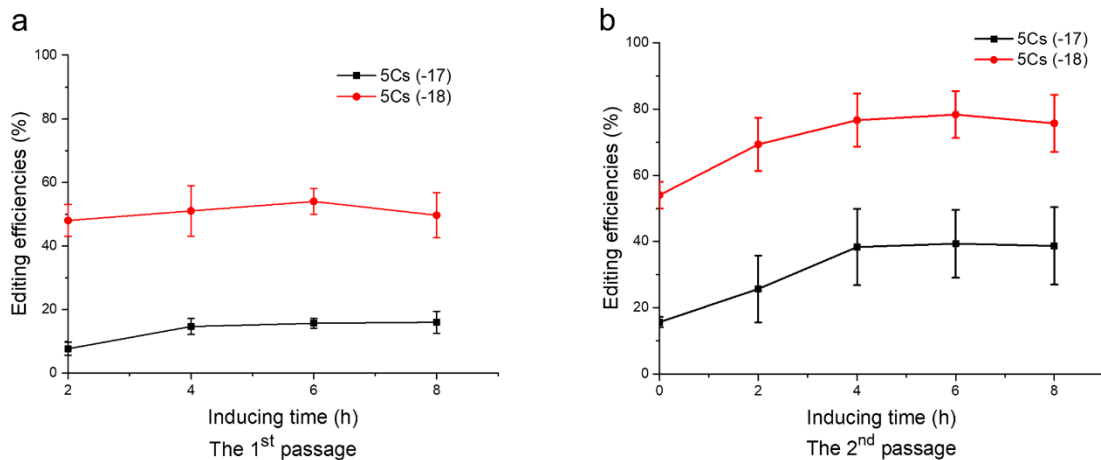 a
100
80
60
40
20
0
Editing efficiencies (%)
5Cs (-17)
5Cs (-18)
2 4 6 8
Inducing time (h)
The 1st passage
b
100
80
60
40
20
0
Editing efficiencies (%)
5Cs (-17)
5Cs (-18)
0 2 4 6 8
Inducing time (h)
The 2nd passage